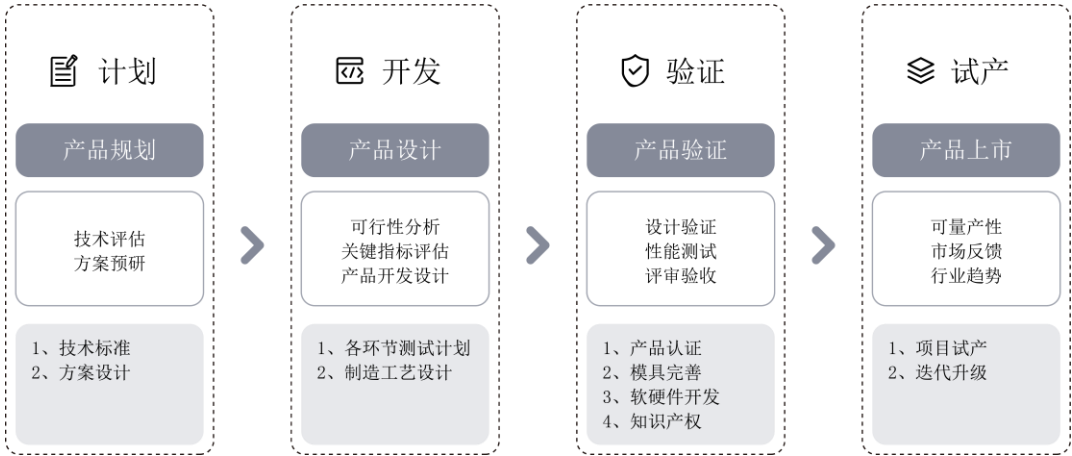 计划
产品规划
技术评估
方案预研
1、技术标准
2、方案设计
开发
产品设计
可行性分析
关键指标评估
产品开发设计
1、各环节测试计划
2、制造工艺设计
验证
产品验证
设计验证
性能测试
评审验收
1、产品认证
2、模具完善
3、软硬件开发
4、知识产权
试产
产品上市
可量产性
市场反馈
行业趋势
1、项目试产
2、迭代升级